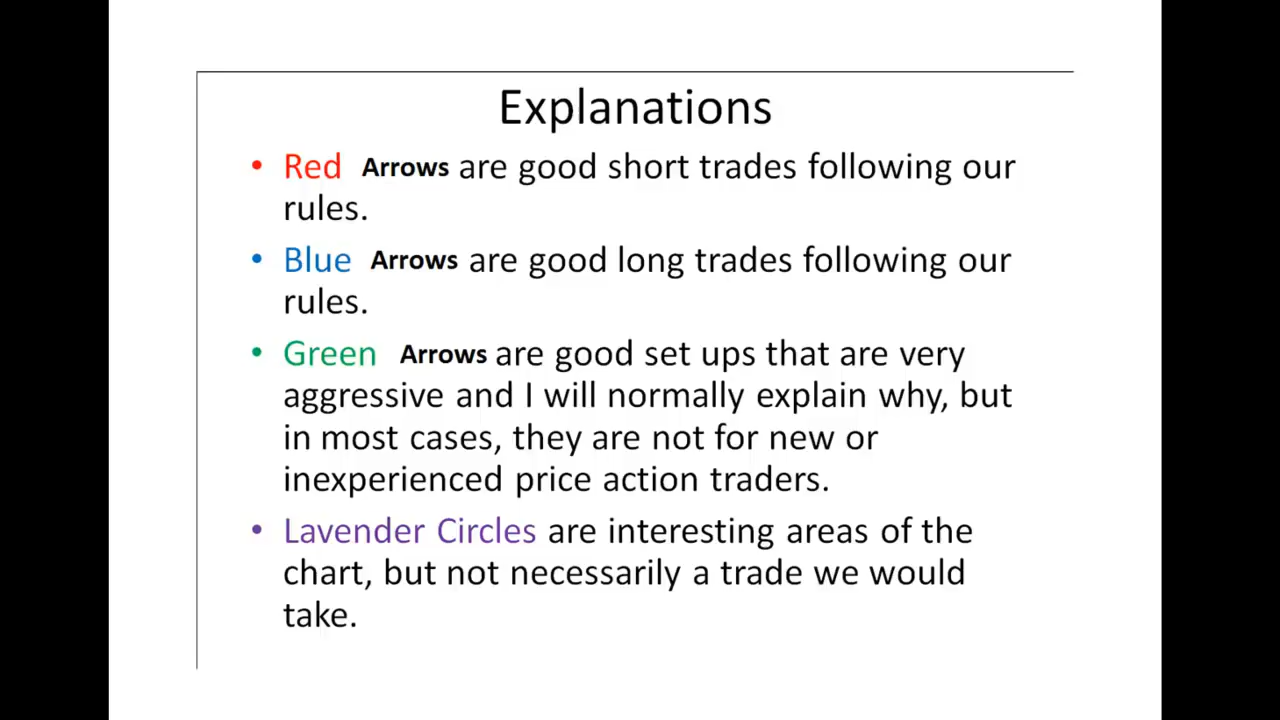 Explanations
• Red Arrows are good short trades following our
rules.
• Blue Arrows are good long trades following our
rules.
• Green Arrows are good set ups that are very
aggressive and I will normally explain why, but
in most cases, they are not for new or
inexperienced price action traders.
• Lavender Circles are interesting areas of the
chart, but not necessarily a trade we would
take.